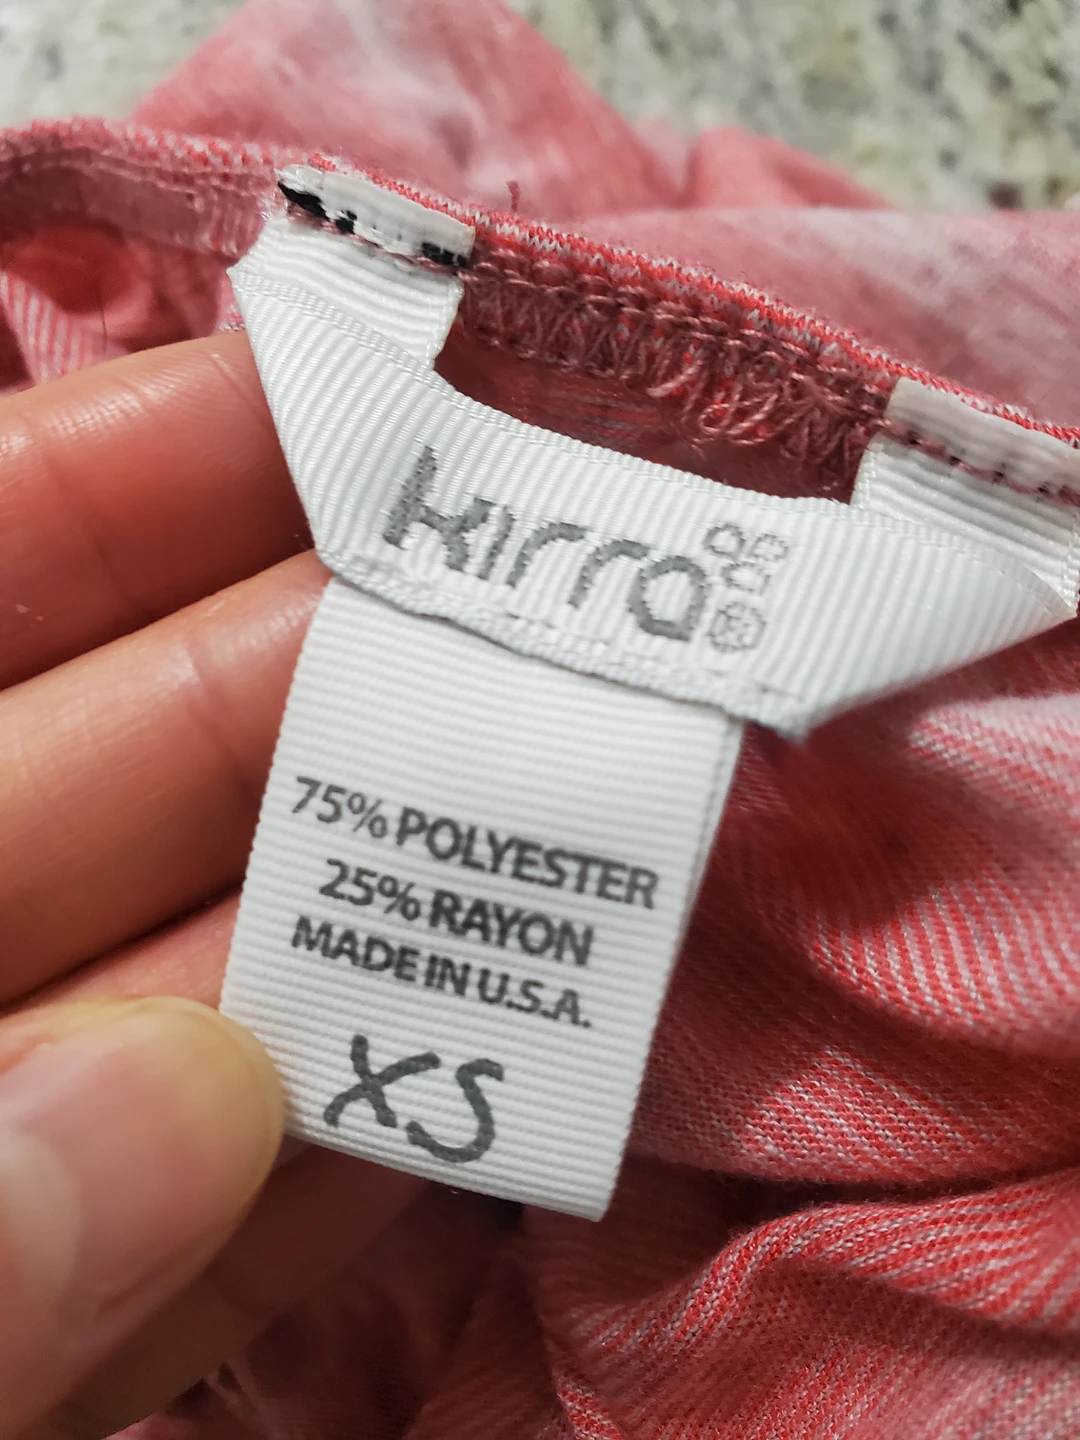 kirra
75% POLYESTER
25% RAYON
MADE IN U.S.A.
XS